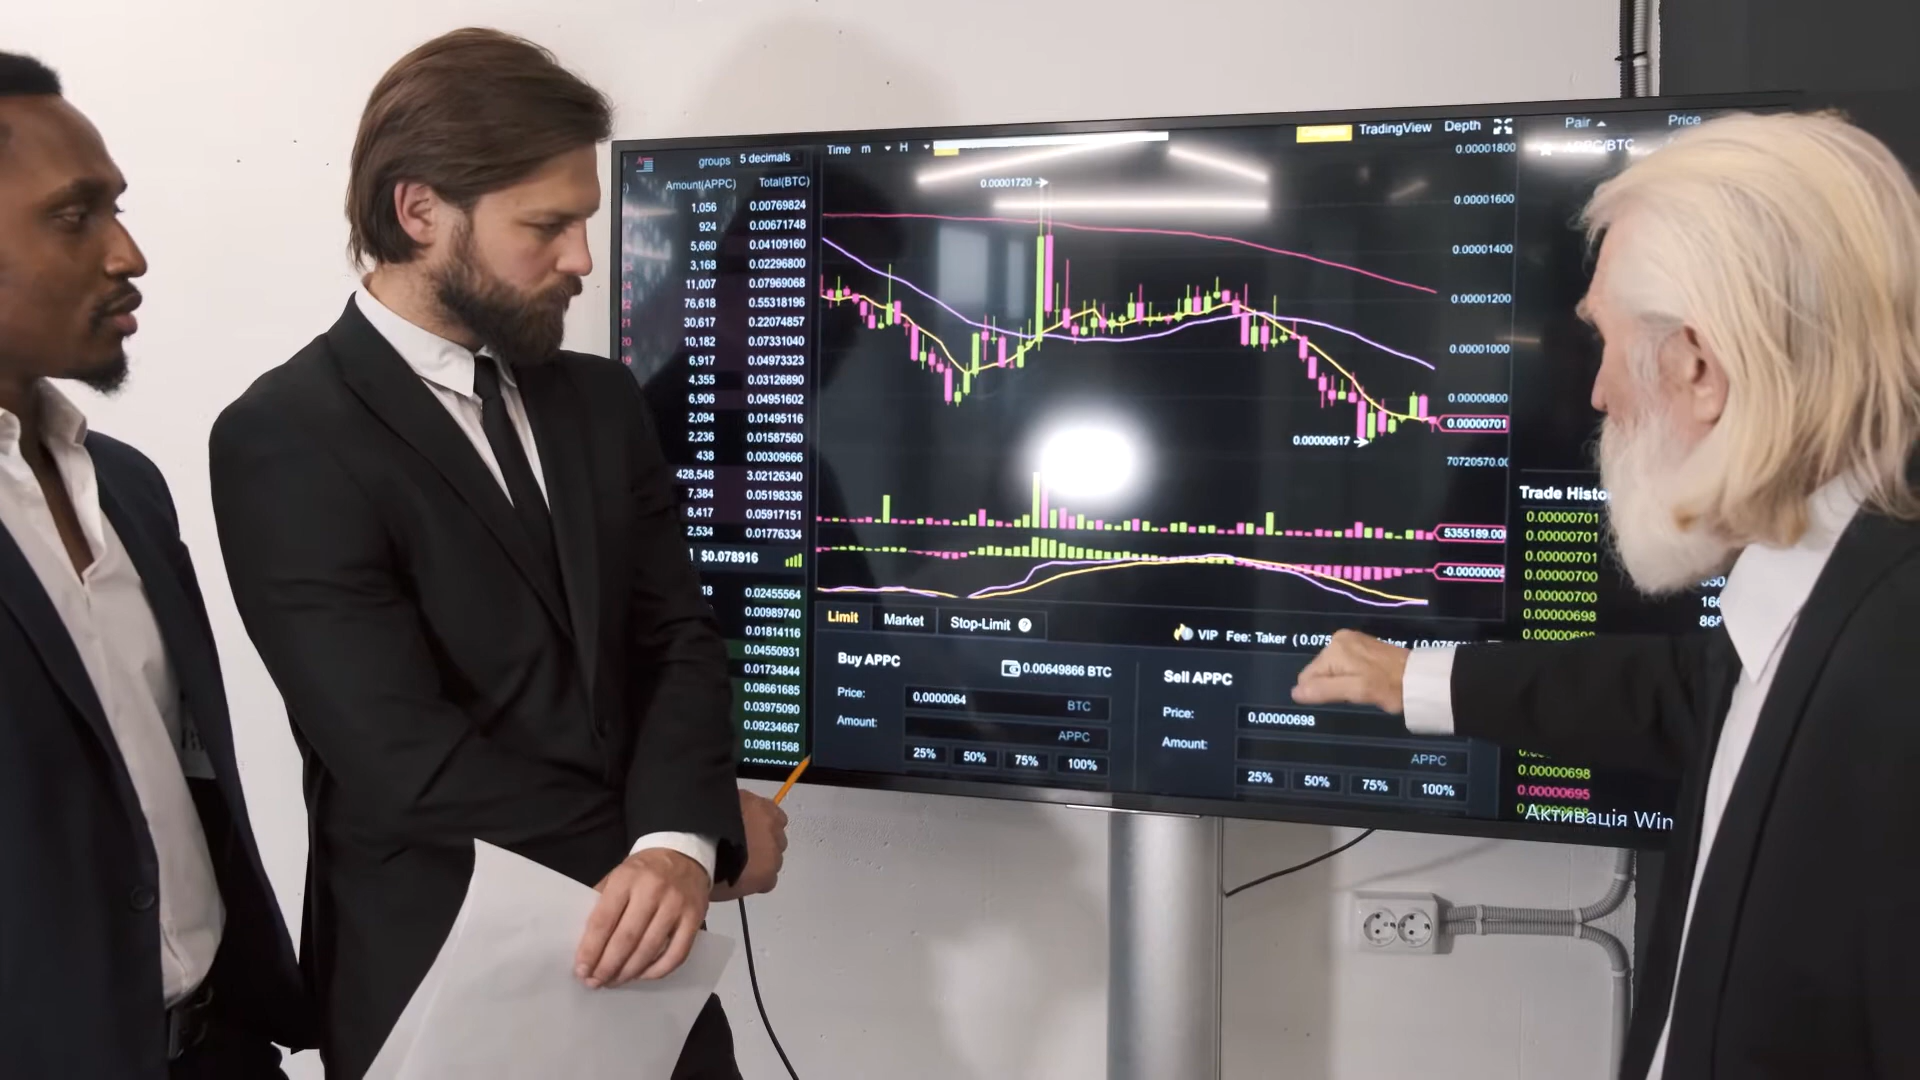 groups 5 decimals
Amount(APPC) Total(BTC)
1,056 0.00769824
924 0.00671748
5,660 0.04109160
3,168 0.02296800
11,007 0.07969068
76,618 0.55318196
30,617 0.22074857
10,182 0.07331040
6,917 0.04973323
4,355 0.03126890
6,906 0.04951602
2,094 0.01495116
2,236 0.01587560
438 0.00309666
428,548 3.02126340
7,384 0.05198336
8,417 0.05917151
2,534 0.01776334
$0.078916
18 0.02455564
0.00989740
0.01814116
0.04550931
0.01734844
0.08661685
0.03975090
0.09234667
0.09811568
Time m H
TradingView Depth
0.00001800
0.00001720
0.00001600
0.00001400
0.00001200
0.00001000
0.00000800
0.00000701
0.00000617
70720570.00
5355189.00
-0.0000000
Limit Market Stop-Limit ?
VIP Fee: Taker (0.075
Buy APPC 0.00649866 BTC
Price: 0,0000064 BTC
Amount: APPC
25% 50% 75% 100%
Sell APPC
Price: 0,00000698
Amount: APPC
25% 50% 75% 100%
Pair Price
APPC/BTC
Trade Histo
0.00000701
0.00000701
0.00000701
0.00000700
0.00000700
0.00000698
0.00000698
0.00000695
Активація Win